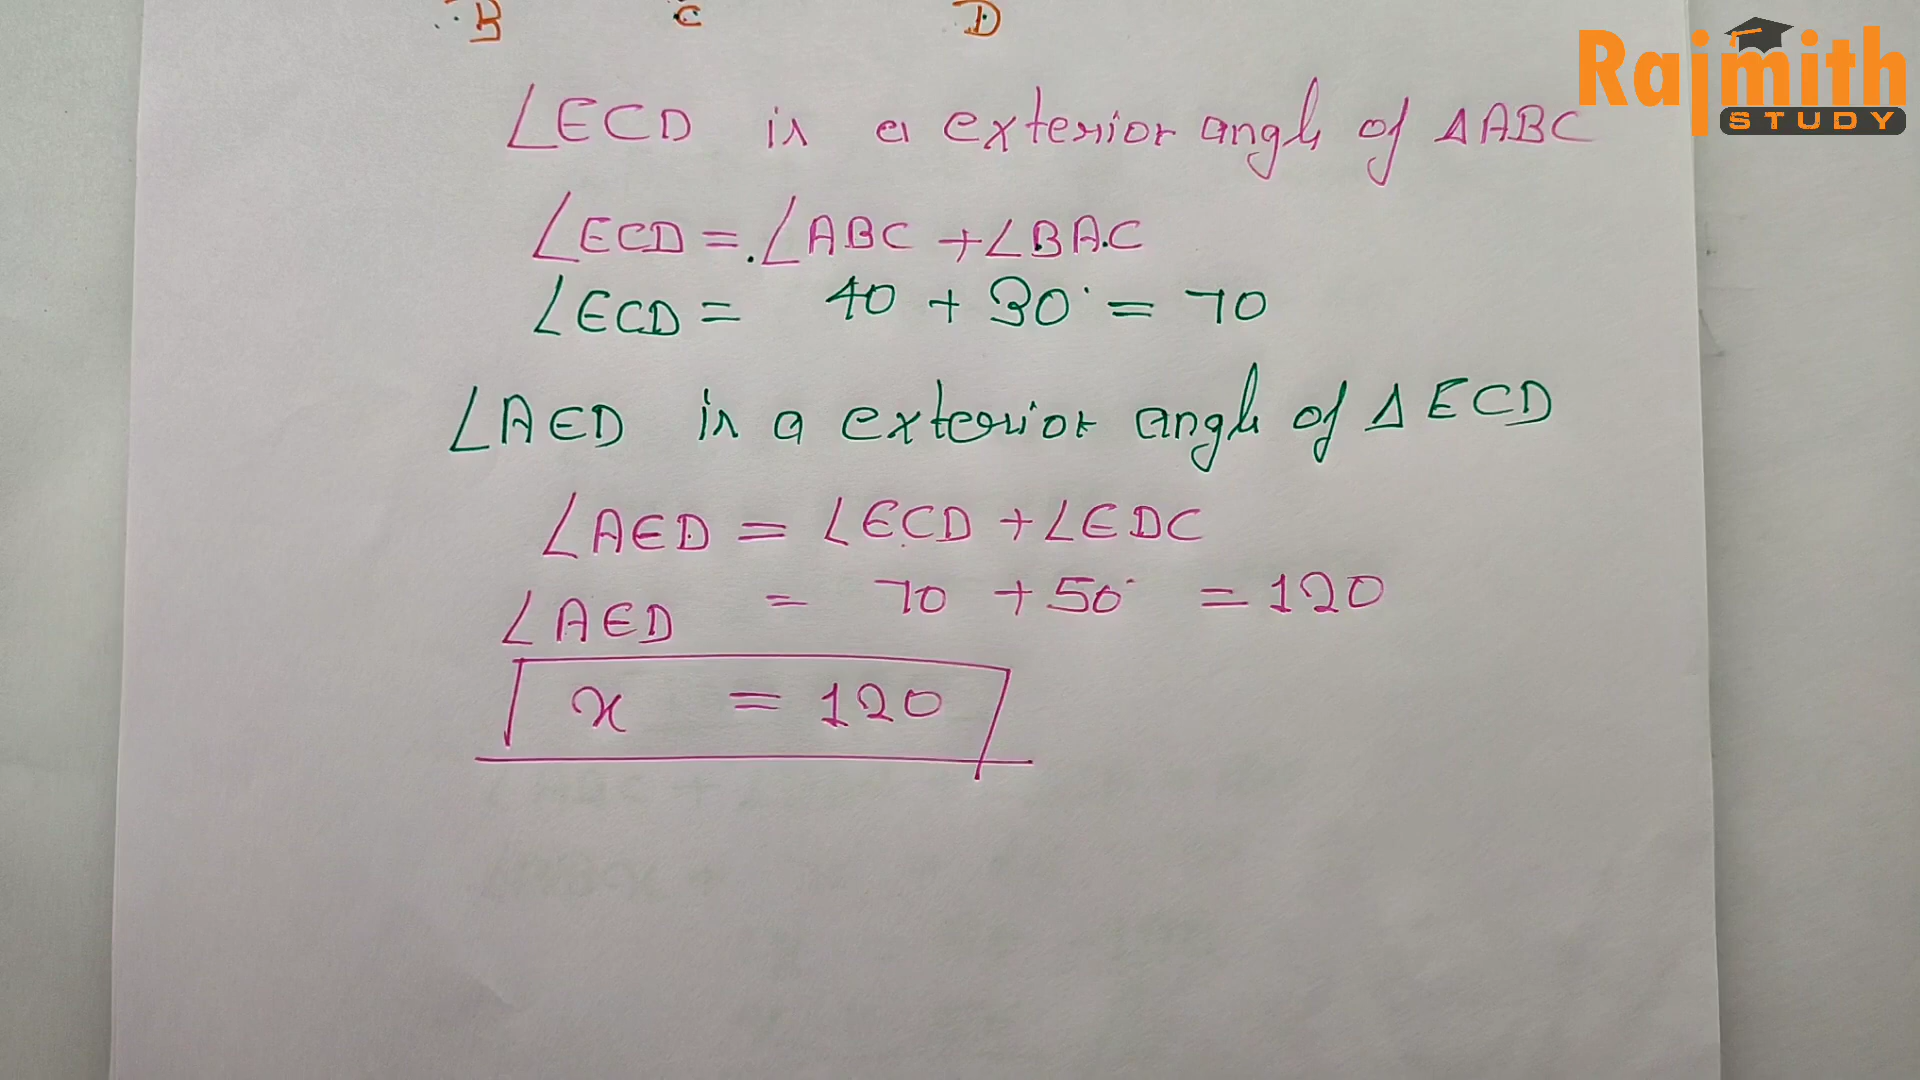 B C D
Rajmith
STUDY
∠ECD is a exterior angle of ΔABC
∠ECD = ∠ABC + ∠BAC
∠ECD = 40 + 30° = 70
∠AED is a exterior angle of ΔECD
∠AED = ∠ECD + ∠EDC
∠AED = 70 + 50° = 120
x = 120